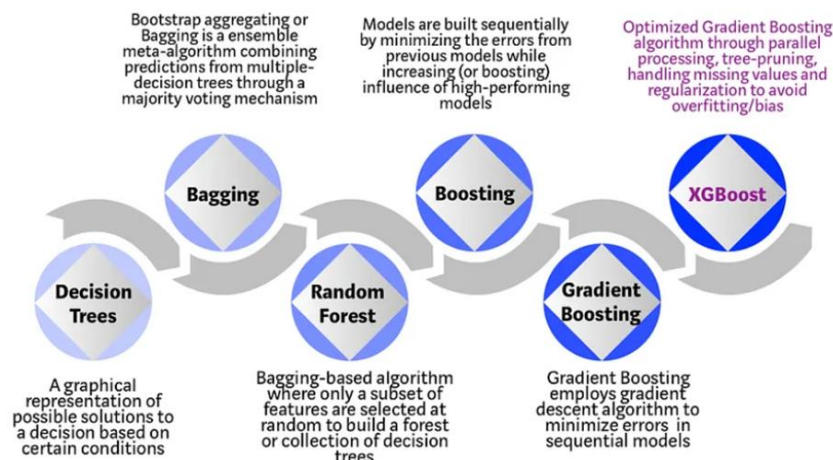 Bootstrap aggregating or
Bagging is a ensemble
meta-algorithm combining
predictions from multiple-
decision trees through a
majority voting mechanism
Models are built sequentially
by minimizing the errors from
previous models while
increasing (or boosting)
influence of high-performing
models
Optimized Gradient Boosting
algorithm through parallel
processing, tree-pruning,
handling missing values and
regularization to avoid
overfitting/bias
Bagging
Boosting
XGBoost
Decision
Trees
Random
Forest
Gradient
Boosting
A graphical
representation of
possible solutions to
a decision based on
certain conditions
Bagging-based algorithm
where only a subset of
features are selected at
random to build a forest
or collection of decision
trees
Gradient Boosting
employs gradient
descent algorithm to
minimize errors in
sequential models